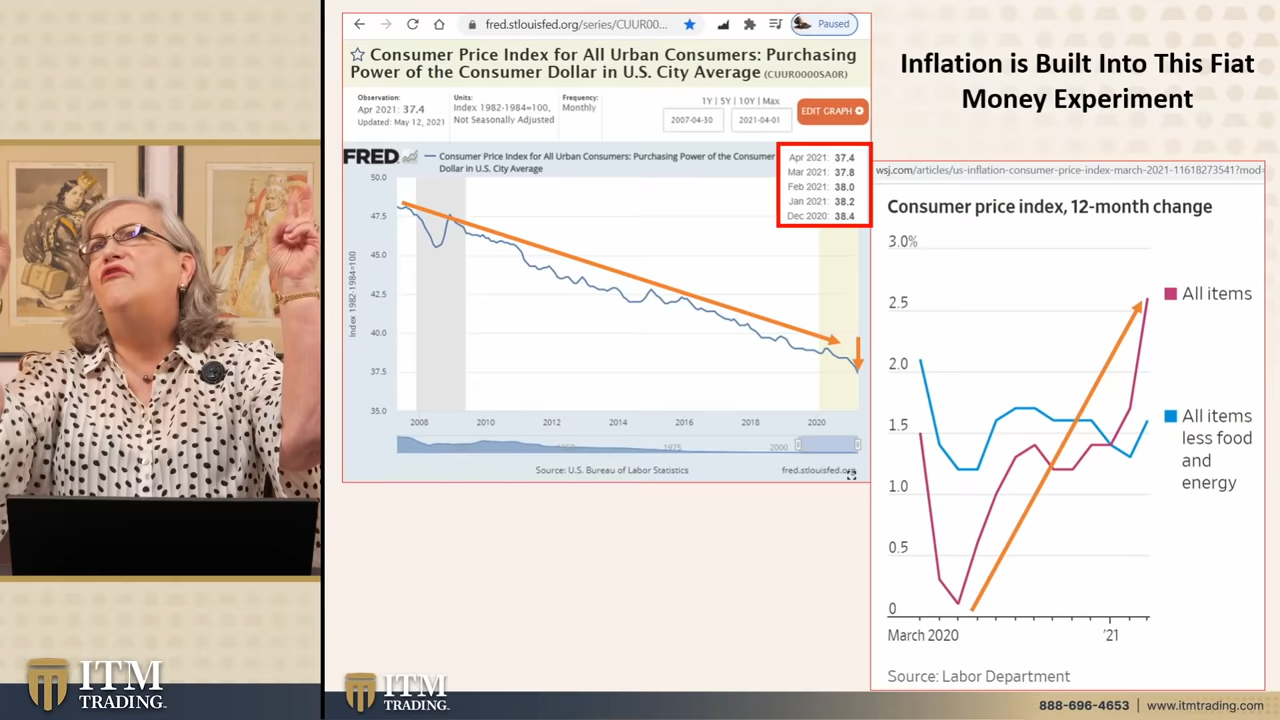 fred.stlouisfed.org/series/CUUR00...
Paused
Consumer Price Index for All Urban Consumers: Purchasing
Power of the Consumer Dollar in U.S. City Average (CUUR0000SA0R)
Observation:
Apr 2021: 37.4
Updated: May 12, 2021
Units:
Index 1982-1984=100,
Not Seasonally Adjusted
Frequency:
Monthly
1Y | 5Y | 10Y | Max
2007-04-30
2021-04-01
EDIT GRAPH
FRED
Consumer Price Index for All Urban Consumers: Purchasing Power of the Consumer
Dollar in U.S. City Average
Apr 2021: 37.4
Mar 2021: 37.8
Feb 2021: 38.0
Jan 2021: 38.2
Dec 2020: 38.4
Index 1982-1984=100
50.0
47.5
45.0
42.5
40.0
37.5
35.0
2008 2010 2012 2014 2016 2018 2020
1950 1975 2000
Source: U.S. Bureau of Labor Statistics
fred.stlouisfed.org
Inflation is Built Into This Fiat
Money Experiment
wsj.com/articles/us-inflation-consumer-price-index-march-2021-11618273541?mod=
Consumer price index, 12-month change
3.0%
2.5
2.0
1.5
1.0
0.5
0
March 2020 '21
All items
All items
less food
and
energy
Source: Labor Department
ITM
TRADING
ITM
TRADING
888-696-4653 | www.itmtrading.com